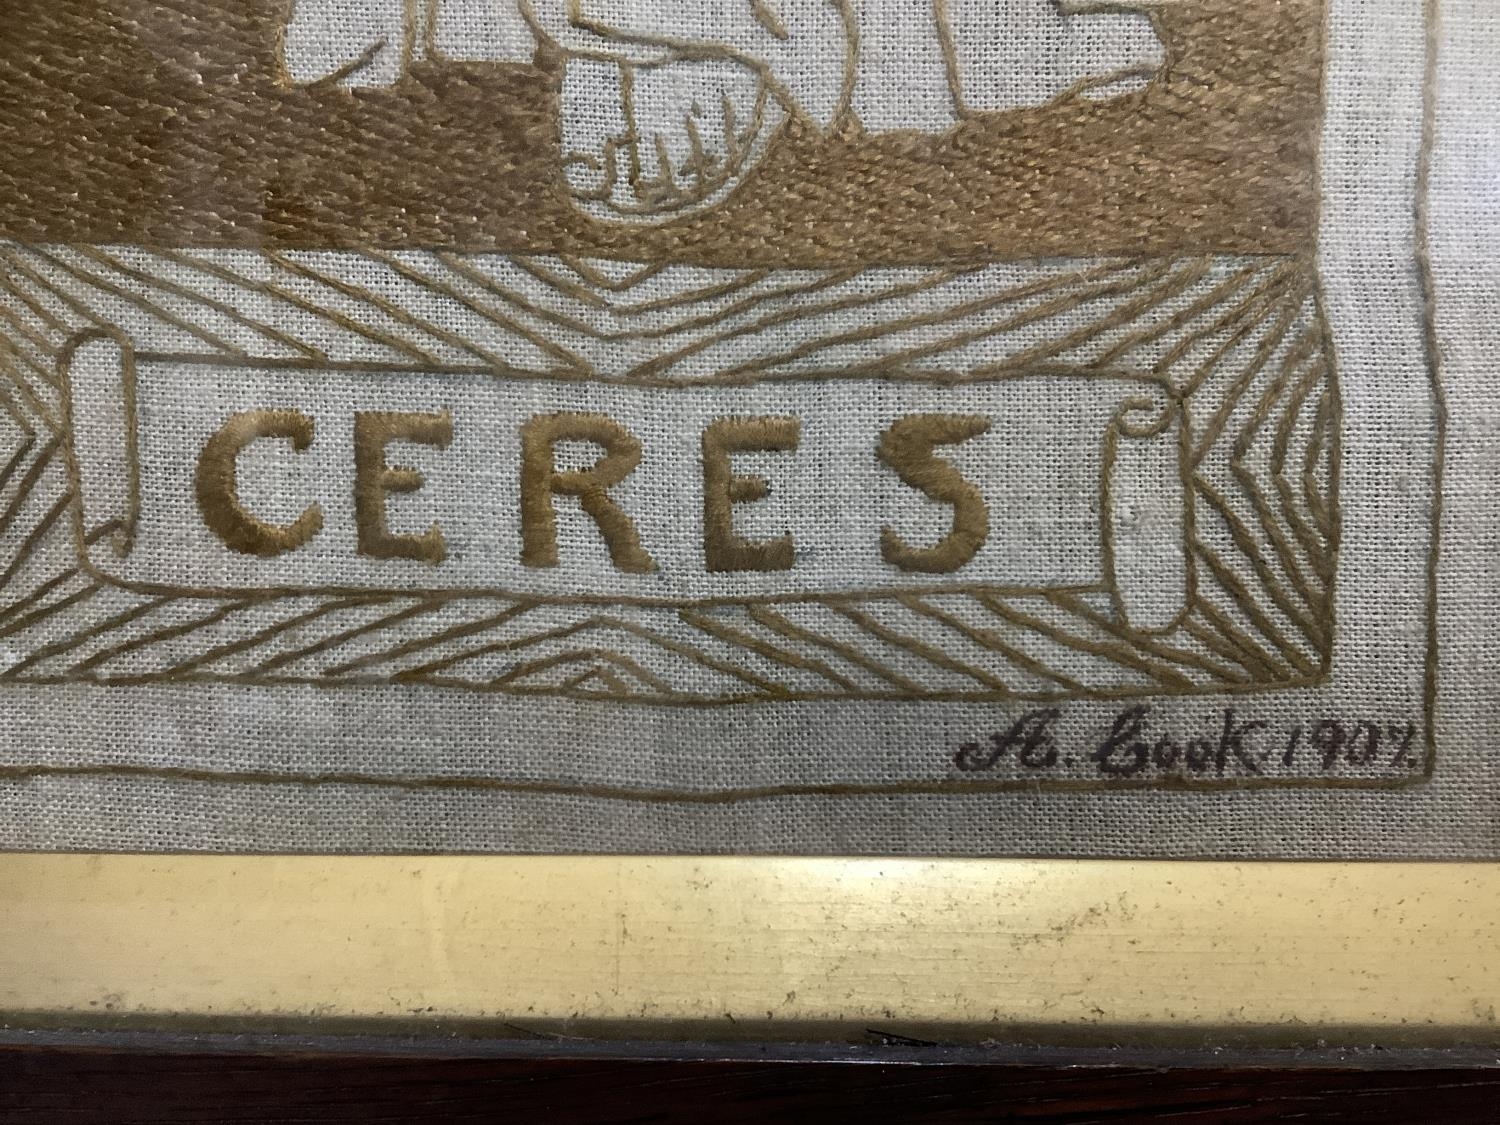 CERES
A. Cook. 1907.